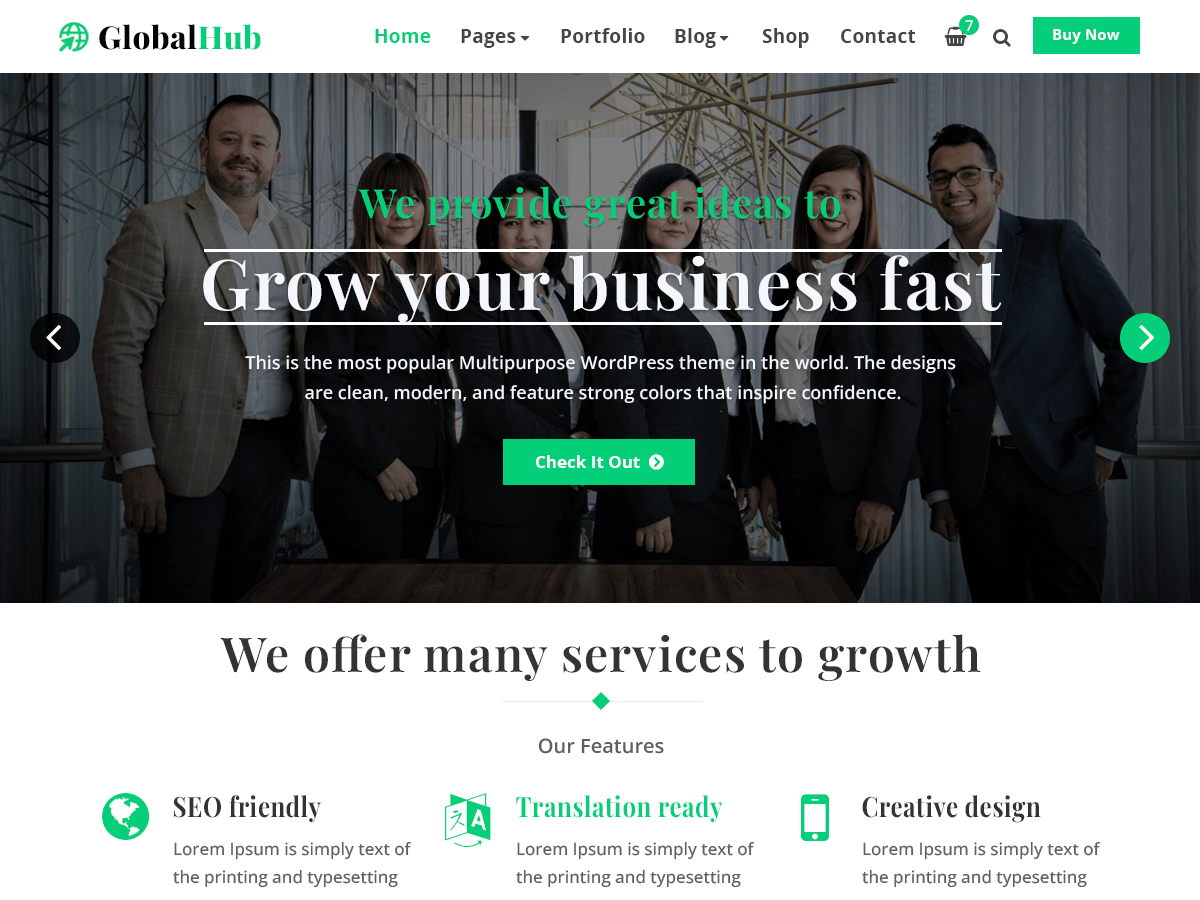 GlobalHub
Home Pages Portfolio Blog Shop Contact 7 Buy Now
We provide great ideas to
Grow your business fast
This is the most popular Multipurpose WordPress theme in the world. The designs
are clean, modern, and feature strong colors that inspire confidence.
Check It Out
We offer many services to growth
Our Features
SEO friendly
Lorem Ipsum is simply text of
the printing and typesetting
A
Translation ready
Lorem Ipsum is simply text of
the printing and typesetting
Creative design
Lorem Ipsum is simply text of
the printing and typesetting